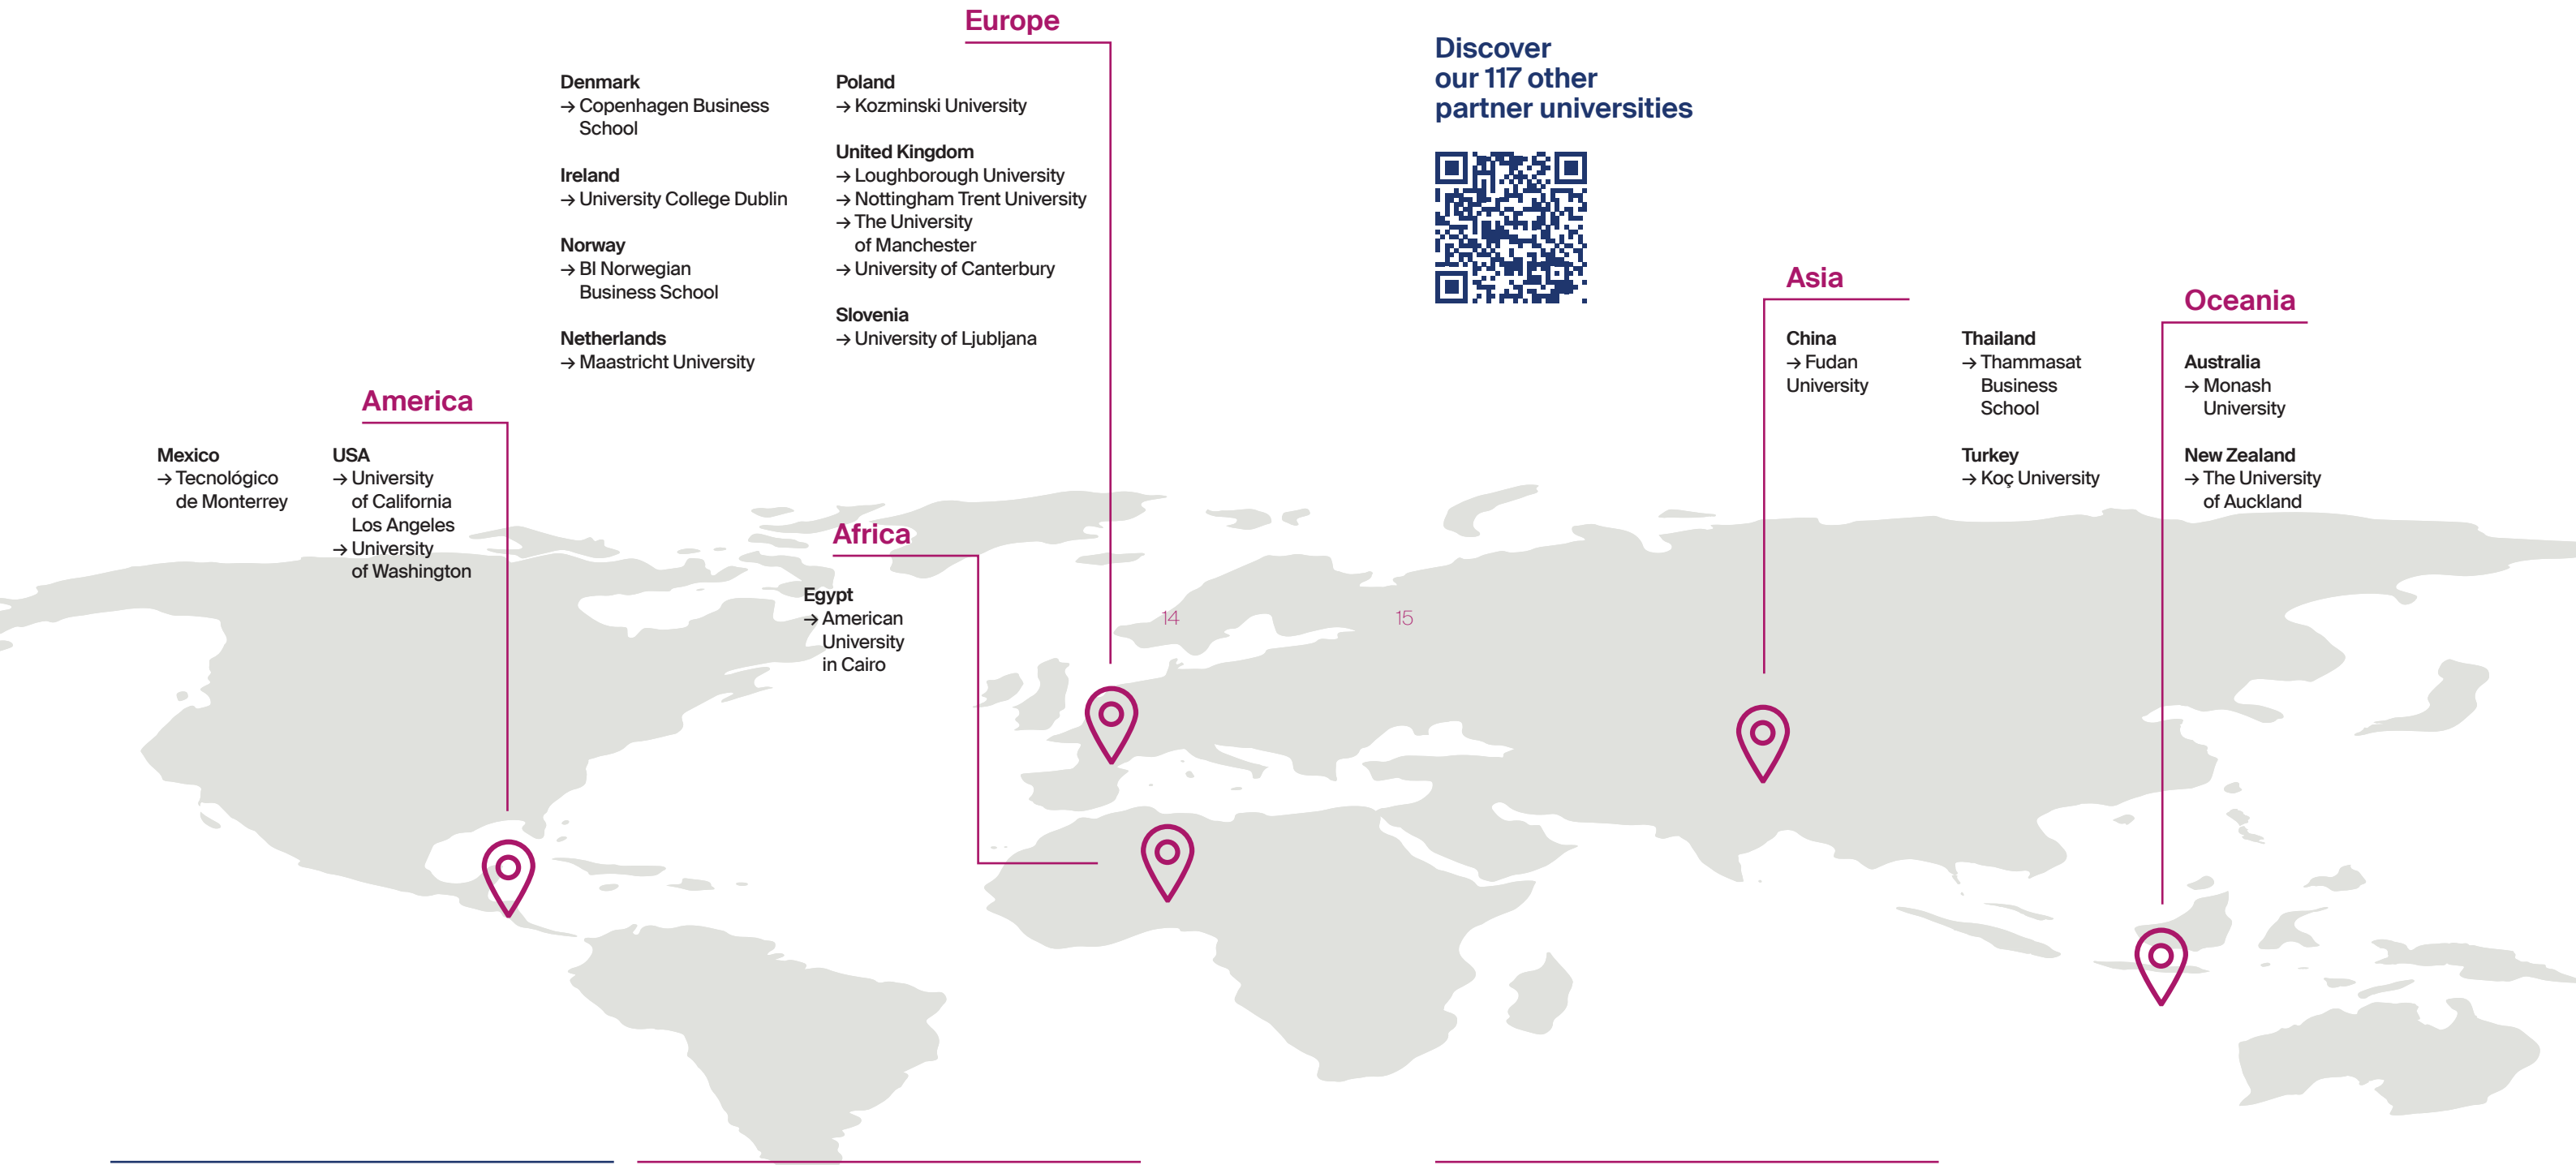 Europe
Denmark
→ Copenhagen Business
School
Ireland
→ University College Dublin
Norway
→ BI Norwegian
Business School
Netherlands
→ Maastricht University
Poland
→ Kozminski University
United Kingdom
→ Loughborough University
→ Nottingham Trent University
→ The University
of Manchester
→ University of Canterbury
Slovenia
→ University of Ljubljana
Discover
our 117 other
partner universities
America
Mexico
→ Tecnológico
de Monterrey
USA
→ University
of California
Los Angeles
→ University
of Washington
Africa
Egypt
→ American
University
in Cairo
14
15
Asia
China
→ Fudan
University
Thailand
→ Thammasat
Business
School
Turkey
→ Koç University
Oceania
Australia
→ Monash
University
New Zealand
→ The University
of Auckland